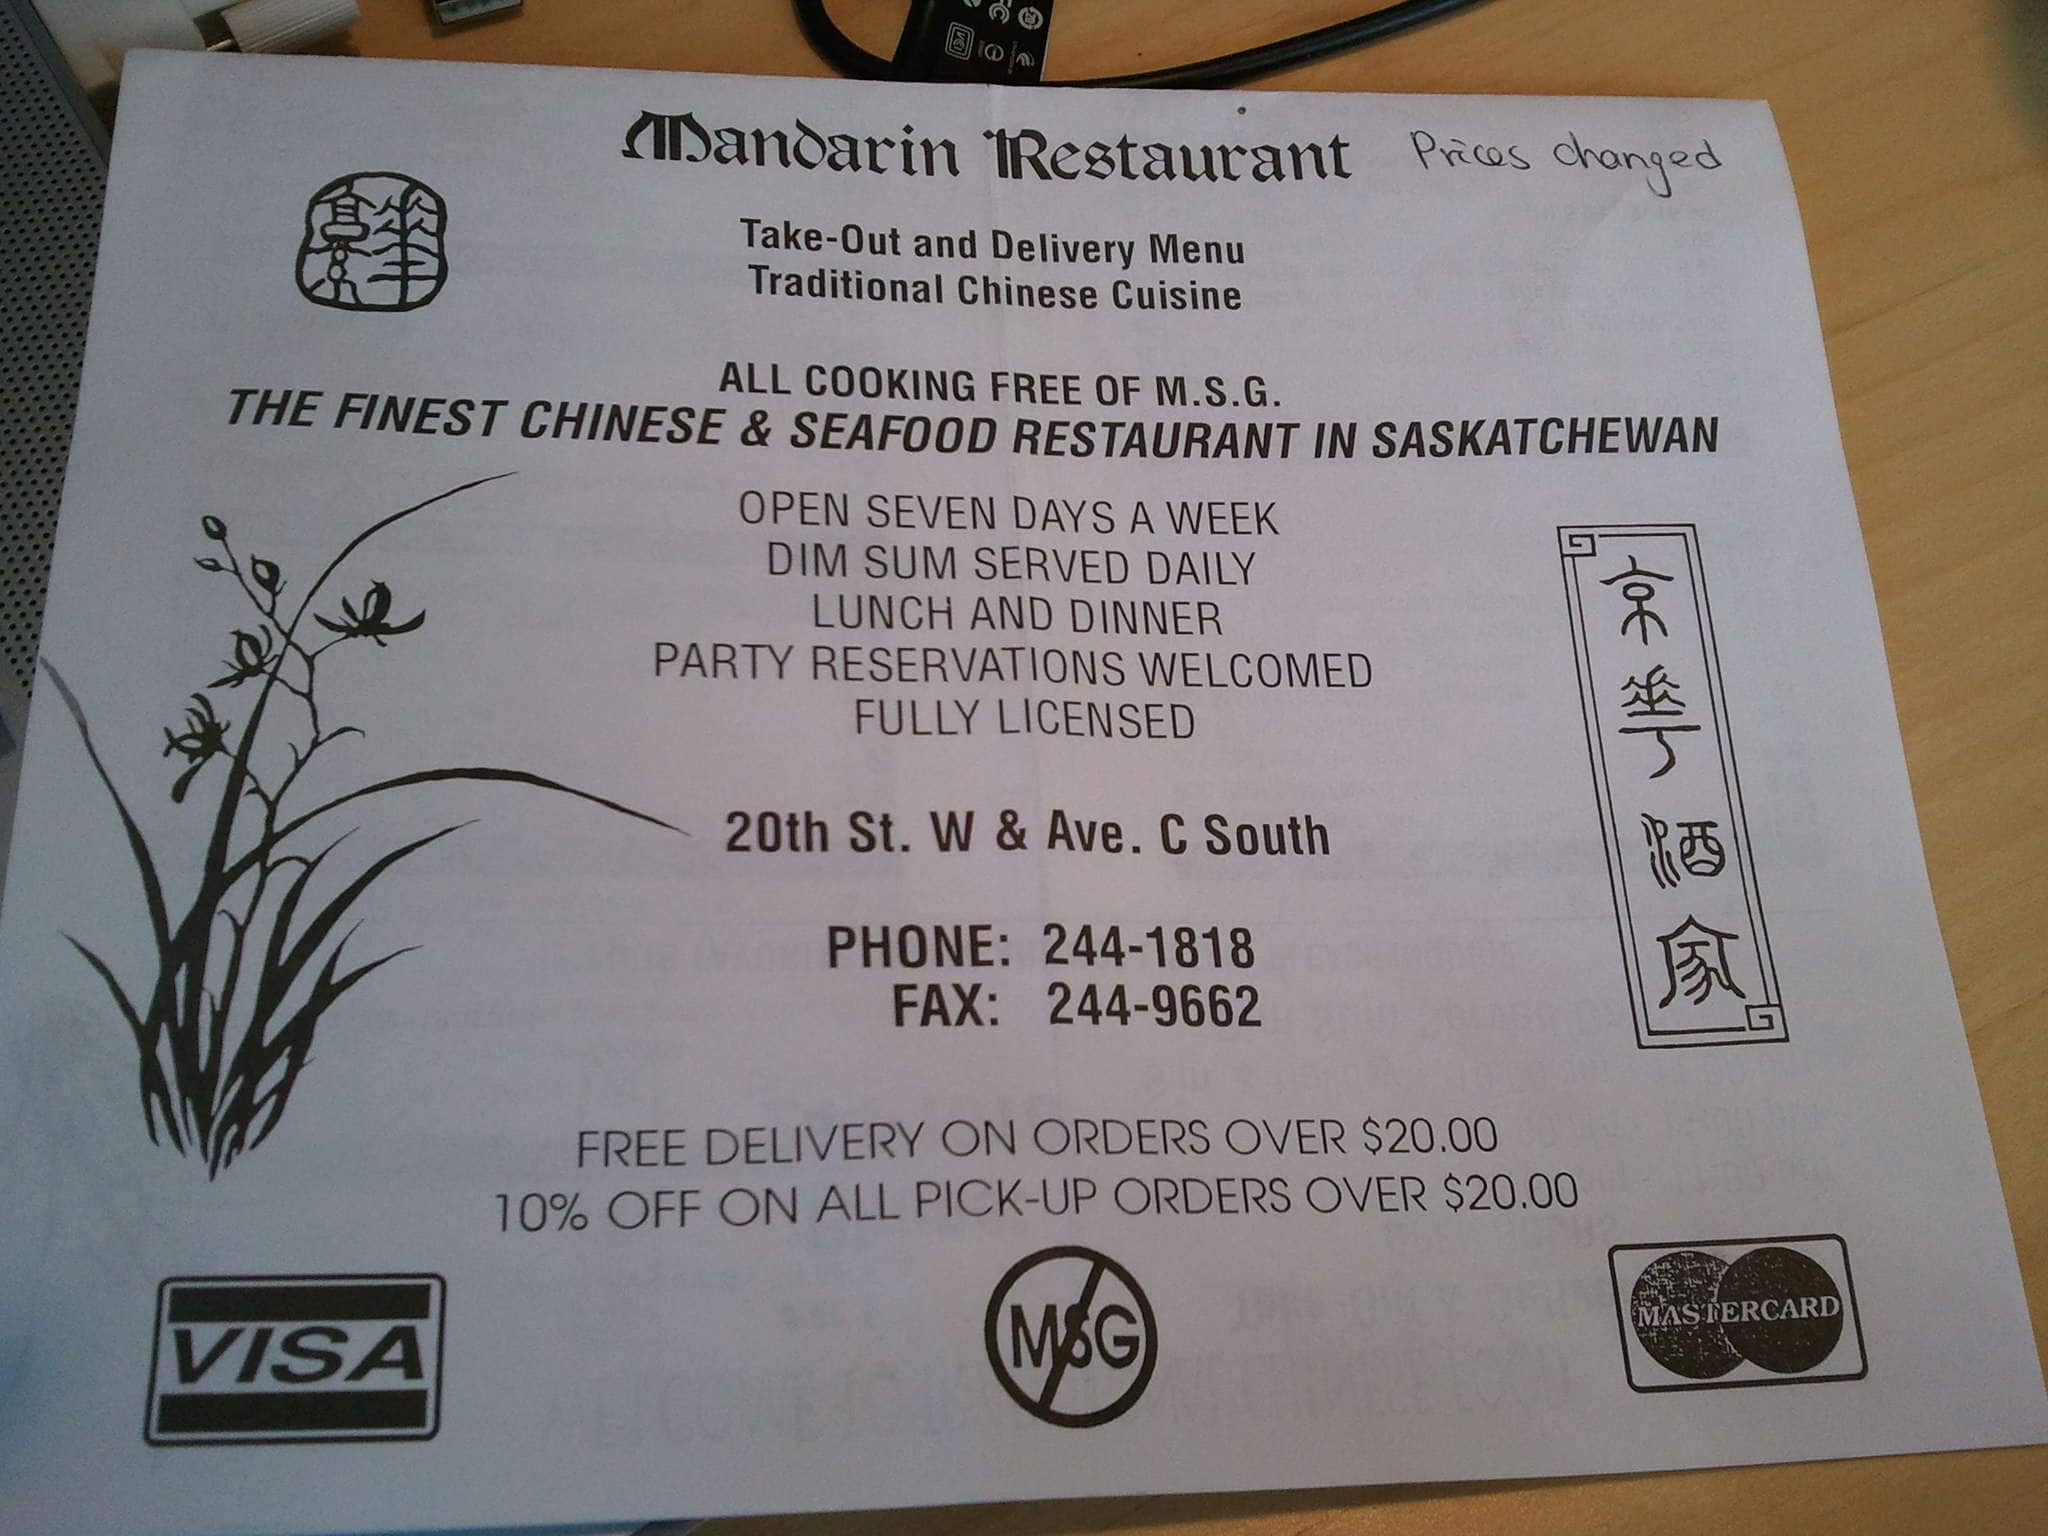 Mandarin Restaurant
Prices changed
京華
Take-Out and Delivery Menu
Traditional Chinese Cuisine
ALL COOKING FREE OF M.S.G.
THE FINEST CHINESE & SEAFOOD RESTAURANT IN SASKATCHEWAN
OPEN SEVEN DAYS A WEEK
DIM SUM SERVED DAILY
LUNCH AND DINNER
PARTY RESERVATIONS WELCOMED
FULLY LICENSED
京華酒家
20th St. W & Ave. C South
PHONE: 244-1818
FAX: 244-9662
FREE DELIVERY ON ORDERS OVER $20.00
10% OFF ON ALL PICK-UP ORDERS OVER $20.00
VISA
MSG
MASTERCARD